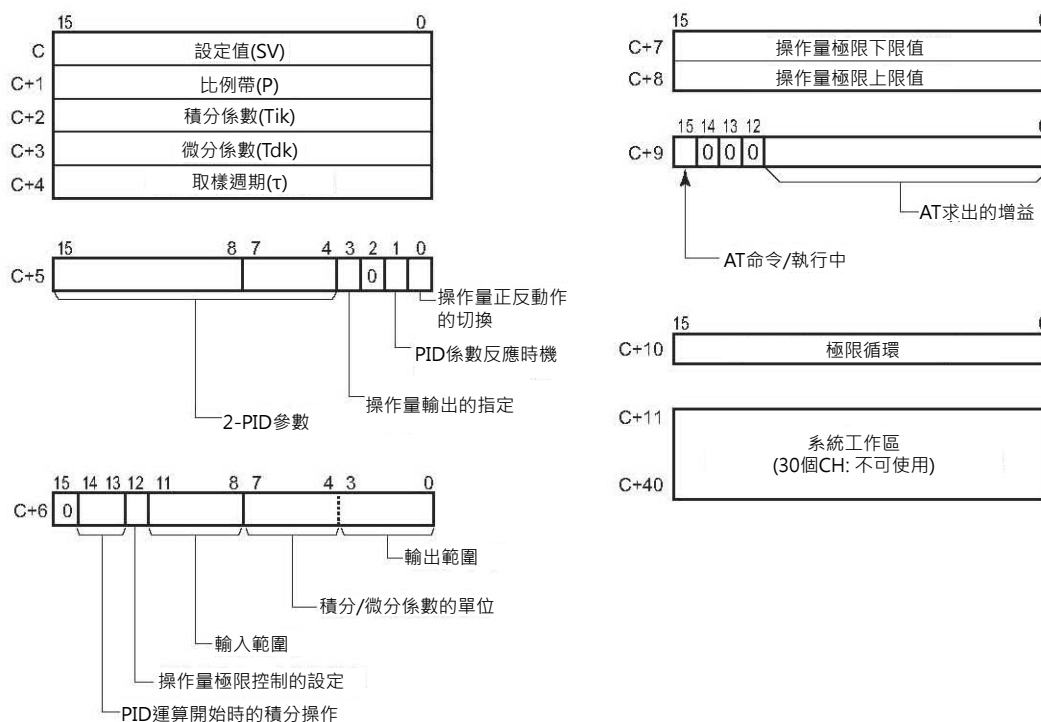 15 0
C 設定值(SV)
C+1 比例帶(P)
C+2 積分係數(Tik)
C+3 微分係數(Tdk)
C+4 取樣週期(τ)
15 8 7 4 3 2 1 0
C+5 0
操作量正反動作
的切換
PID係數反應時機
操作量輸出的指定
2-PID參數
15 14 13 12 11 8 7 4 3 0
C+6 0
輸出範圍
積分/微分係數的單位
輸入範圍
操作量極限控制的設定
PID運算開始時的積分操作
15 0
C+7 操作量極限下限值
C+8 操作量極限上限值
15 14 13 12 0
C+9 0 0 0
AT求出的增益
AT命令/執行中
15 0
C+10 極限循環
C+11
系統工作區
(30個CH: 不可使用)
C+40